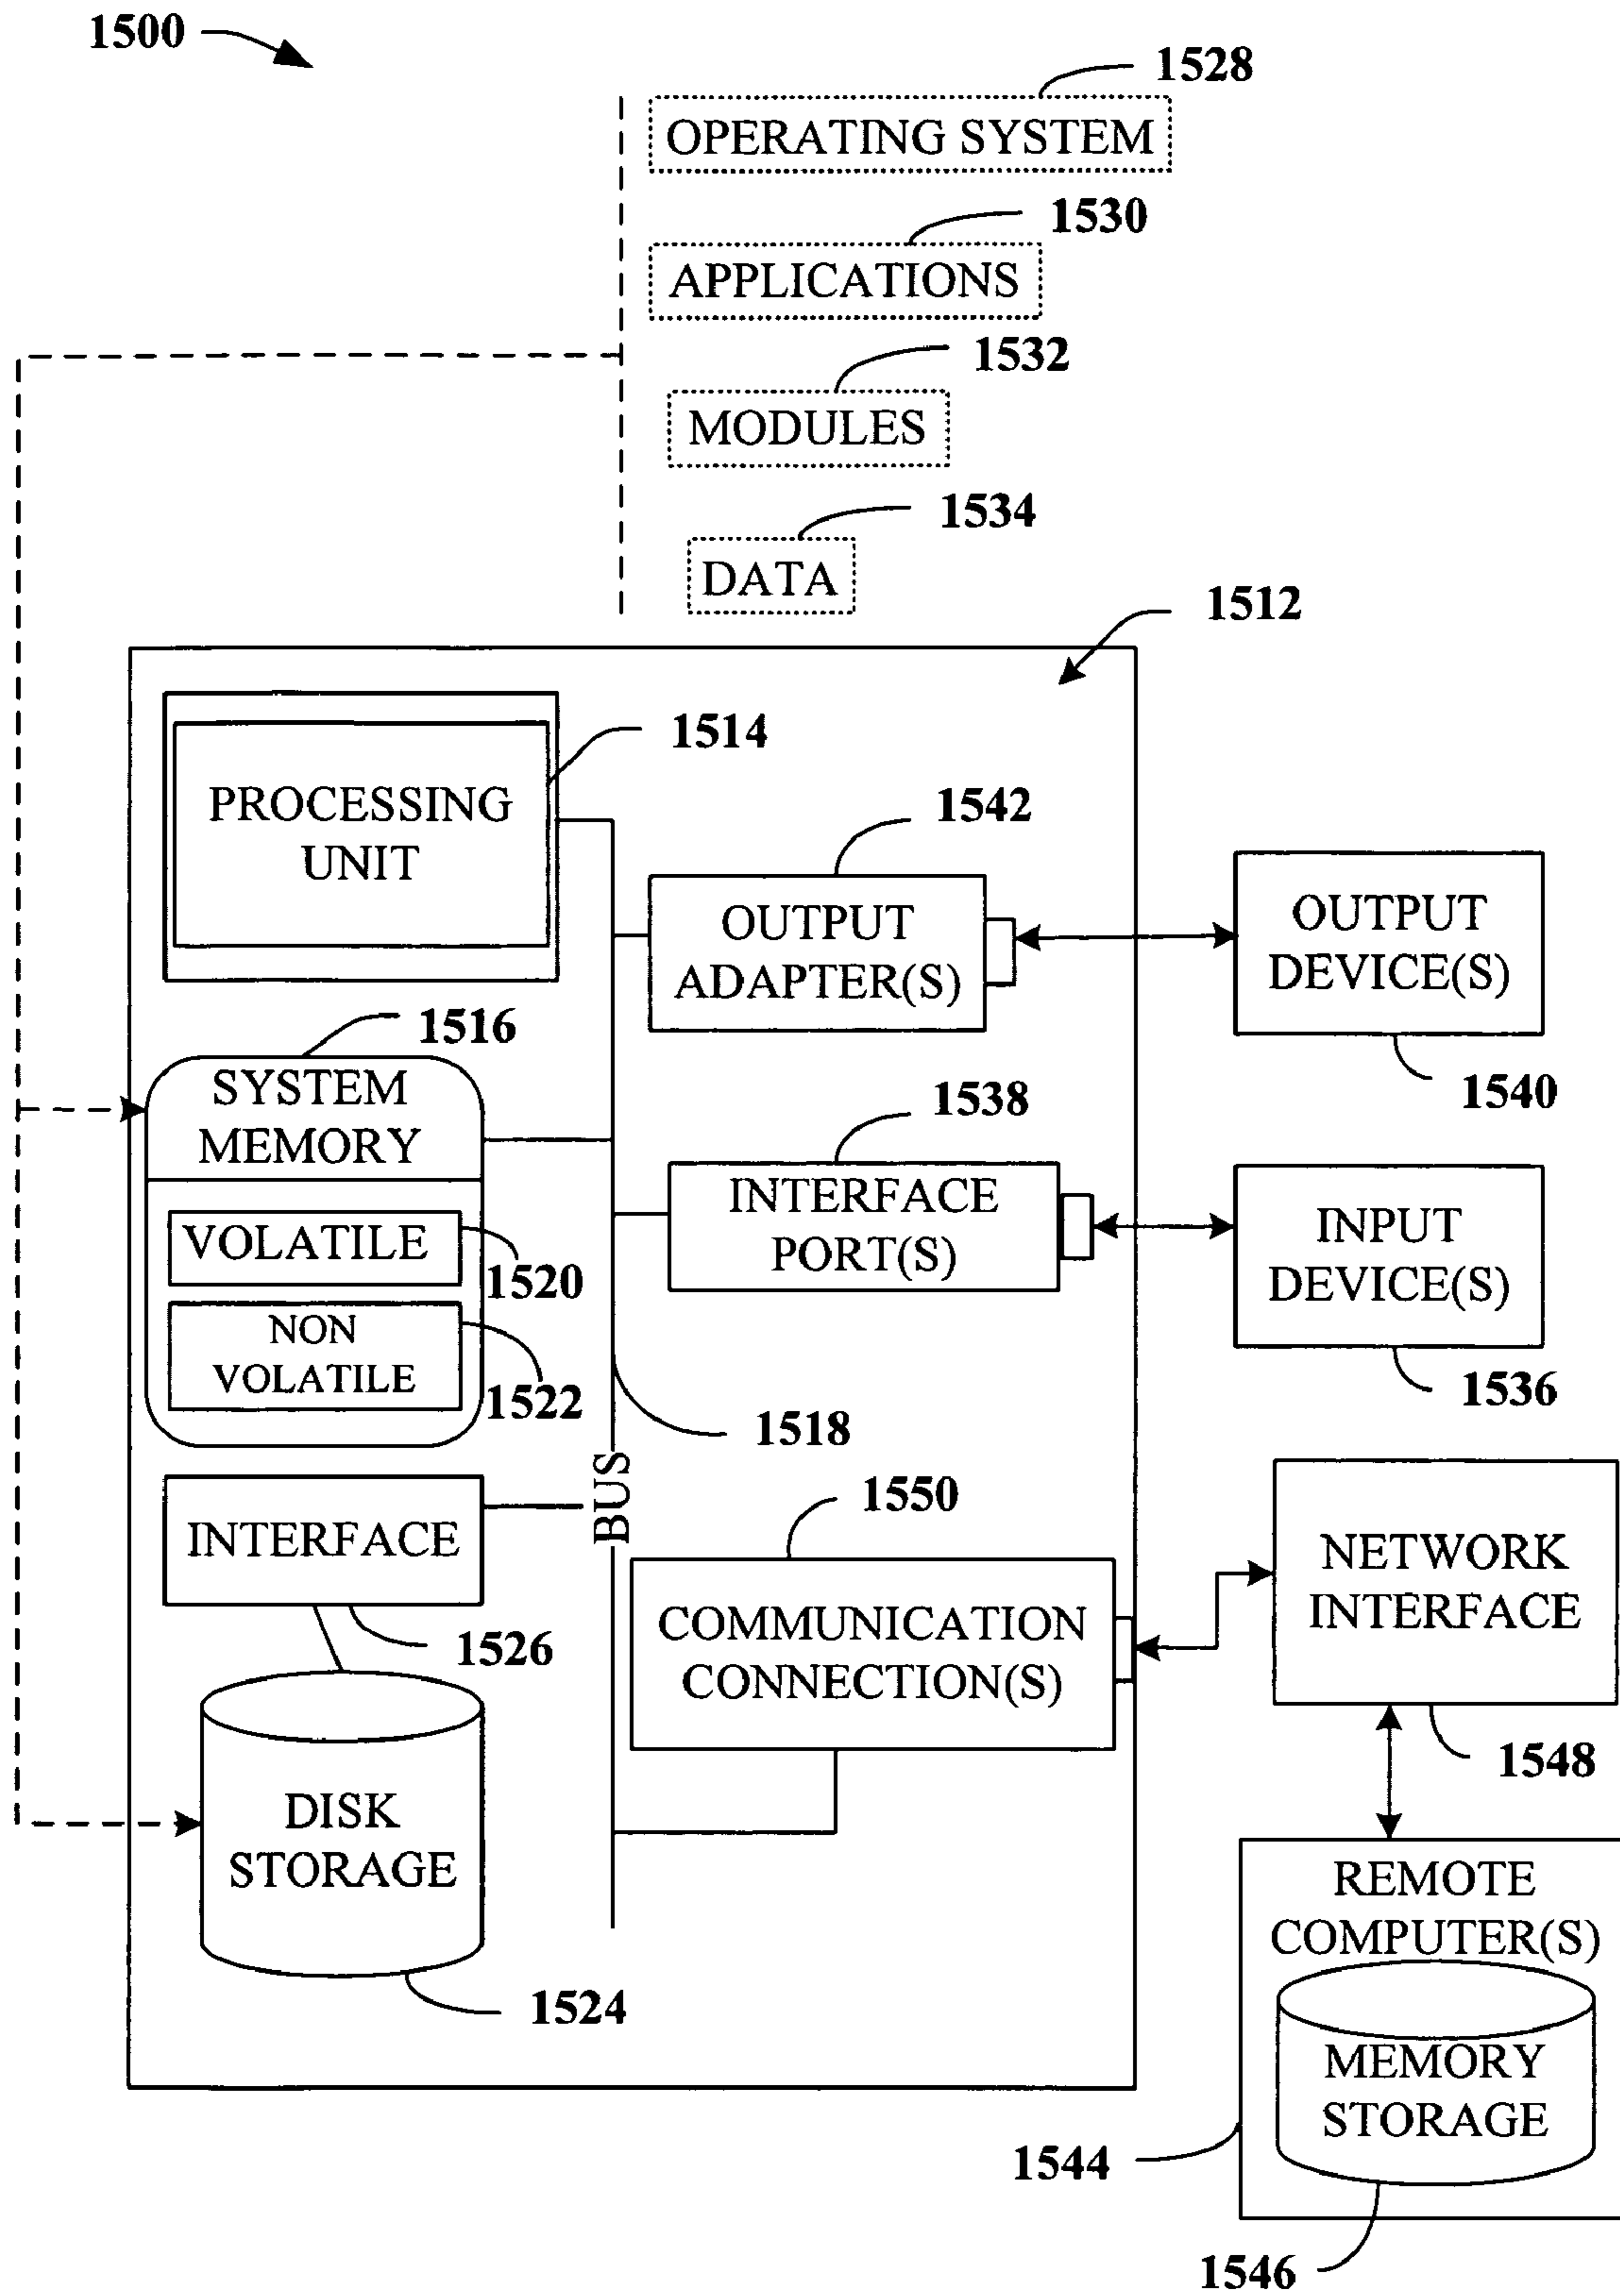 1500
1528
OPERATING SYSTEM
1530
APPLICATIONS
1532
MODULES
1534
DATA
1512
1514
PROCESSING
UNIT
1542
OUTPUT
ADAPTER(S)
OUTPUT
DEVICE(S)
1540
1516
SYSTEM
MEMORY
1538
INTERFACE
PORT(S)
INPUT
DEVICE(S)
1536
VOLATILE
1520
NON
VOLATILE
1522
1518
BUS
INTERFACE
1526
1550
COMMUNICATION
CONNECTION(S)
NETWORK
INTERFACE
1548
DISK
STORAGE
1524
REMOTE
COMPUTER(S)
MEMORY
STORAGE
1544
1546